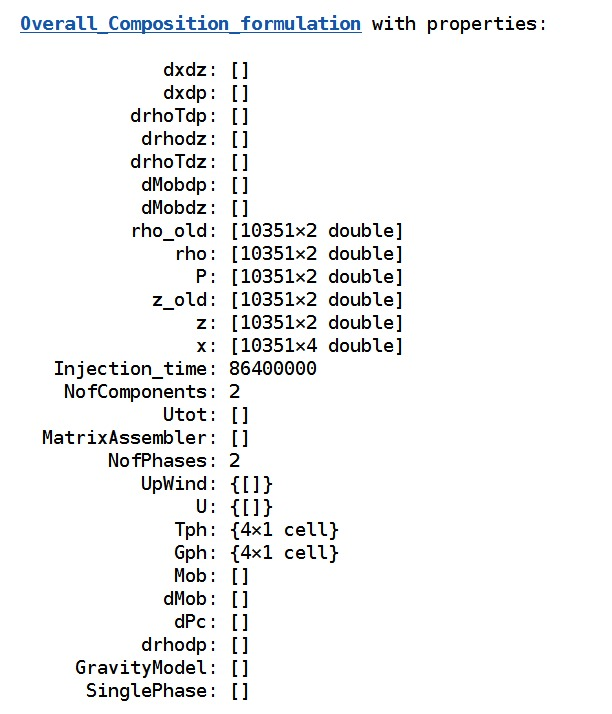 Overall_Composition_formulation with properties:
dxdz: []
dxdp: []
drhoTdp: []
drhodz: []
drhoTdz: []
dMobdp: []
dMobdz: []
rho_old: [10351×2 double]
rho: [10351×2 double]
P: [10351×2 double]
z_old: [10351×2 double]
z: [10351×2 double]
x: [10351×4 double]
Injection_time: 86400000
NofComponents: 2
Utot: []
MatrixAssembler: []
NofPhases: 2
UpWind: {[]}
U: {[]}
Tph: {4×1 cell}
Gph: {4×1 cell}
Mob: []
dMob: []
dPc: []
drhodp: []
GravityModel: []
SinglePhase: []